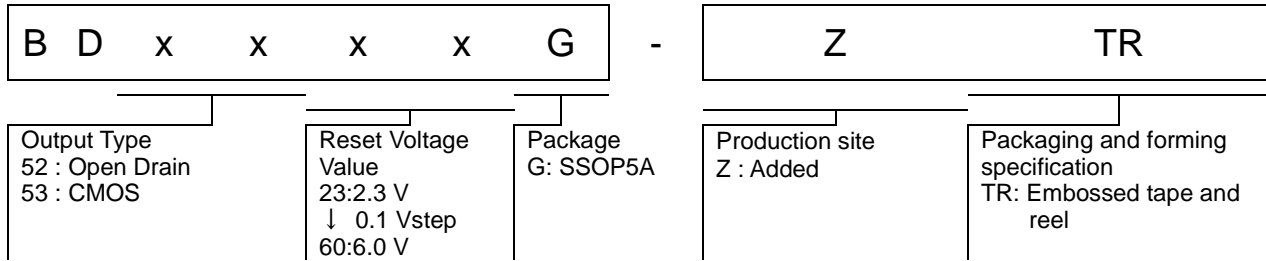 B D x x x x G - Z TR
Output Type
52 : Open Drain
53 : CMOS
Reset Voltage
Value
23:2.3 V
↓ 0.1 Vstep
60:6.0 V
Package
G: SSOP5A
Production site
Z : Added
Packaging and forming
specification
TR: Embossed tape and
reel